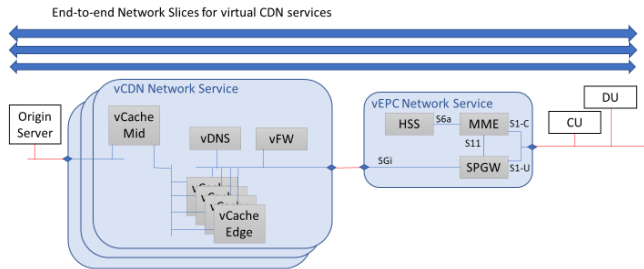 End-to-end Network Slices for virtual CDN services
vCDN Network Service
vEPC Network Service
DU
Origin
Server
vCache
Mid
vDNS
vFW
HSS
S6a
MME
S1-C
CU
S11
SGi
SPGW
S1-U
vCache
Edge